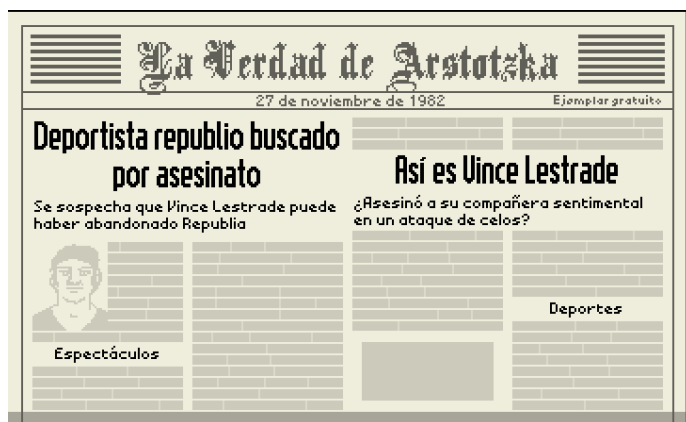 La Verdad de Arstotzka
27 de noviembre de 1982
Ejemplar gratuito
Deportista republio buscado
por asesinato
Se sospecha que Vince Lestrade puede
haber abandonado Republia
Espectáculos
Así es Vince Lestrade
¿Asesinó a su compañera sentimental
en un ataque de celos?
Deportes